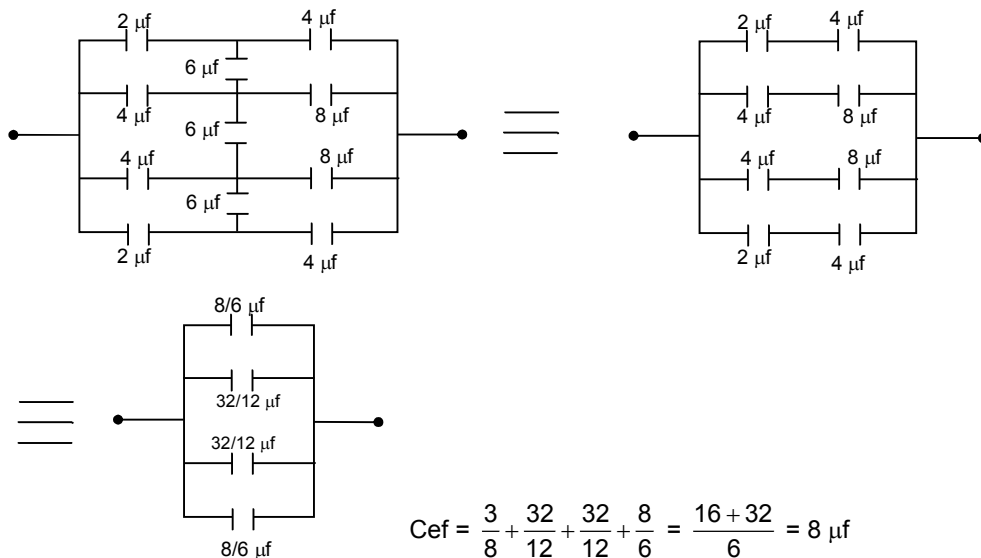 2 μf 4 μf
6 μf
4 μf 8 μf
6 μf
4 μf 8 μf
6 μf
2 μf 4 μf
2 μf 4 μf
4 μf 8 μf
4 μf 8 μf
2 μf 4 μf
8/6 μf
32/12 μf
32/12 μf
8/6 μf
Cef = 3/8 + 32/12 + 32/12 + 8/6 = (16 + 32)/6 = 8 μf